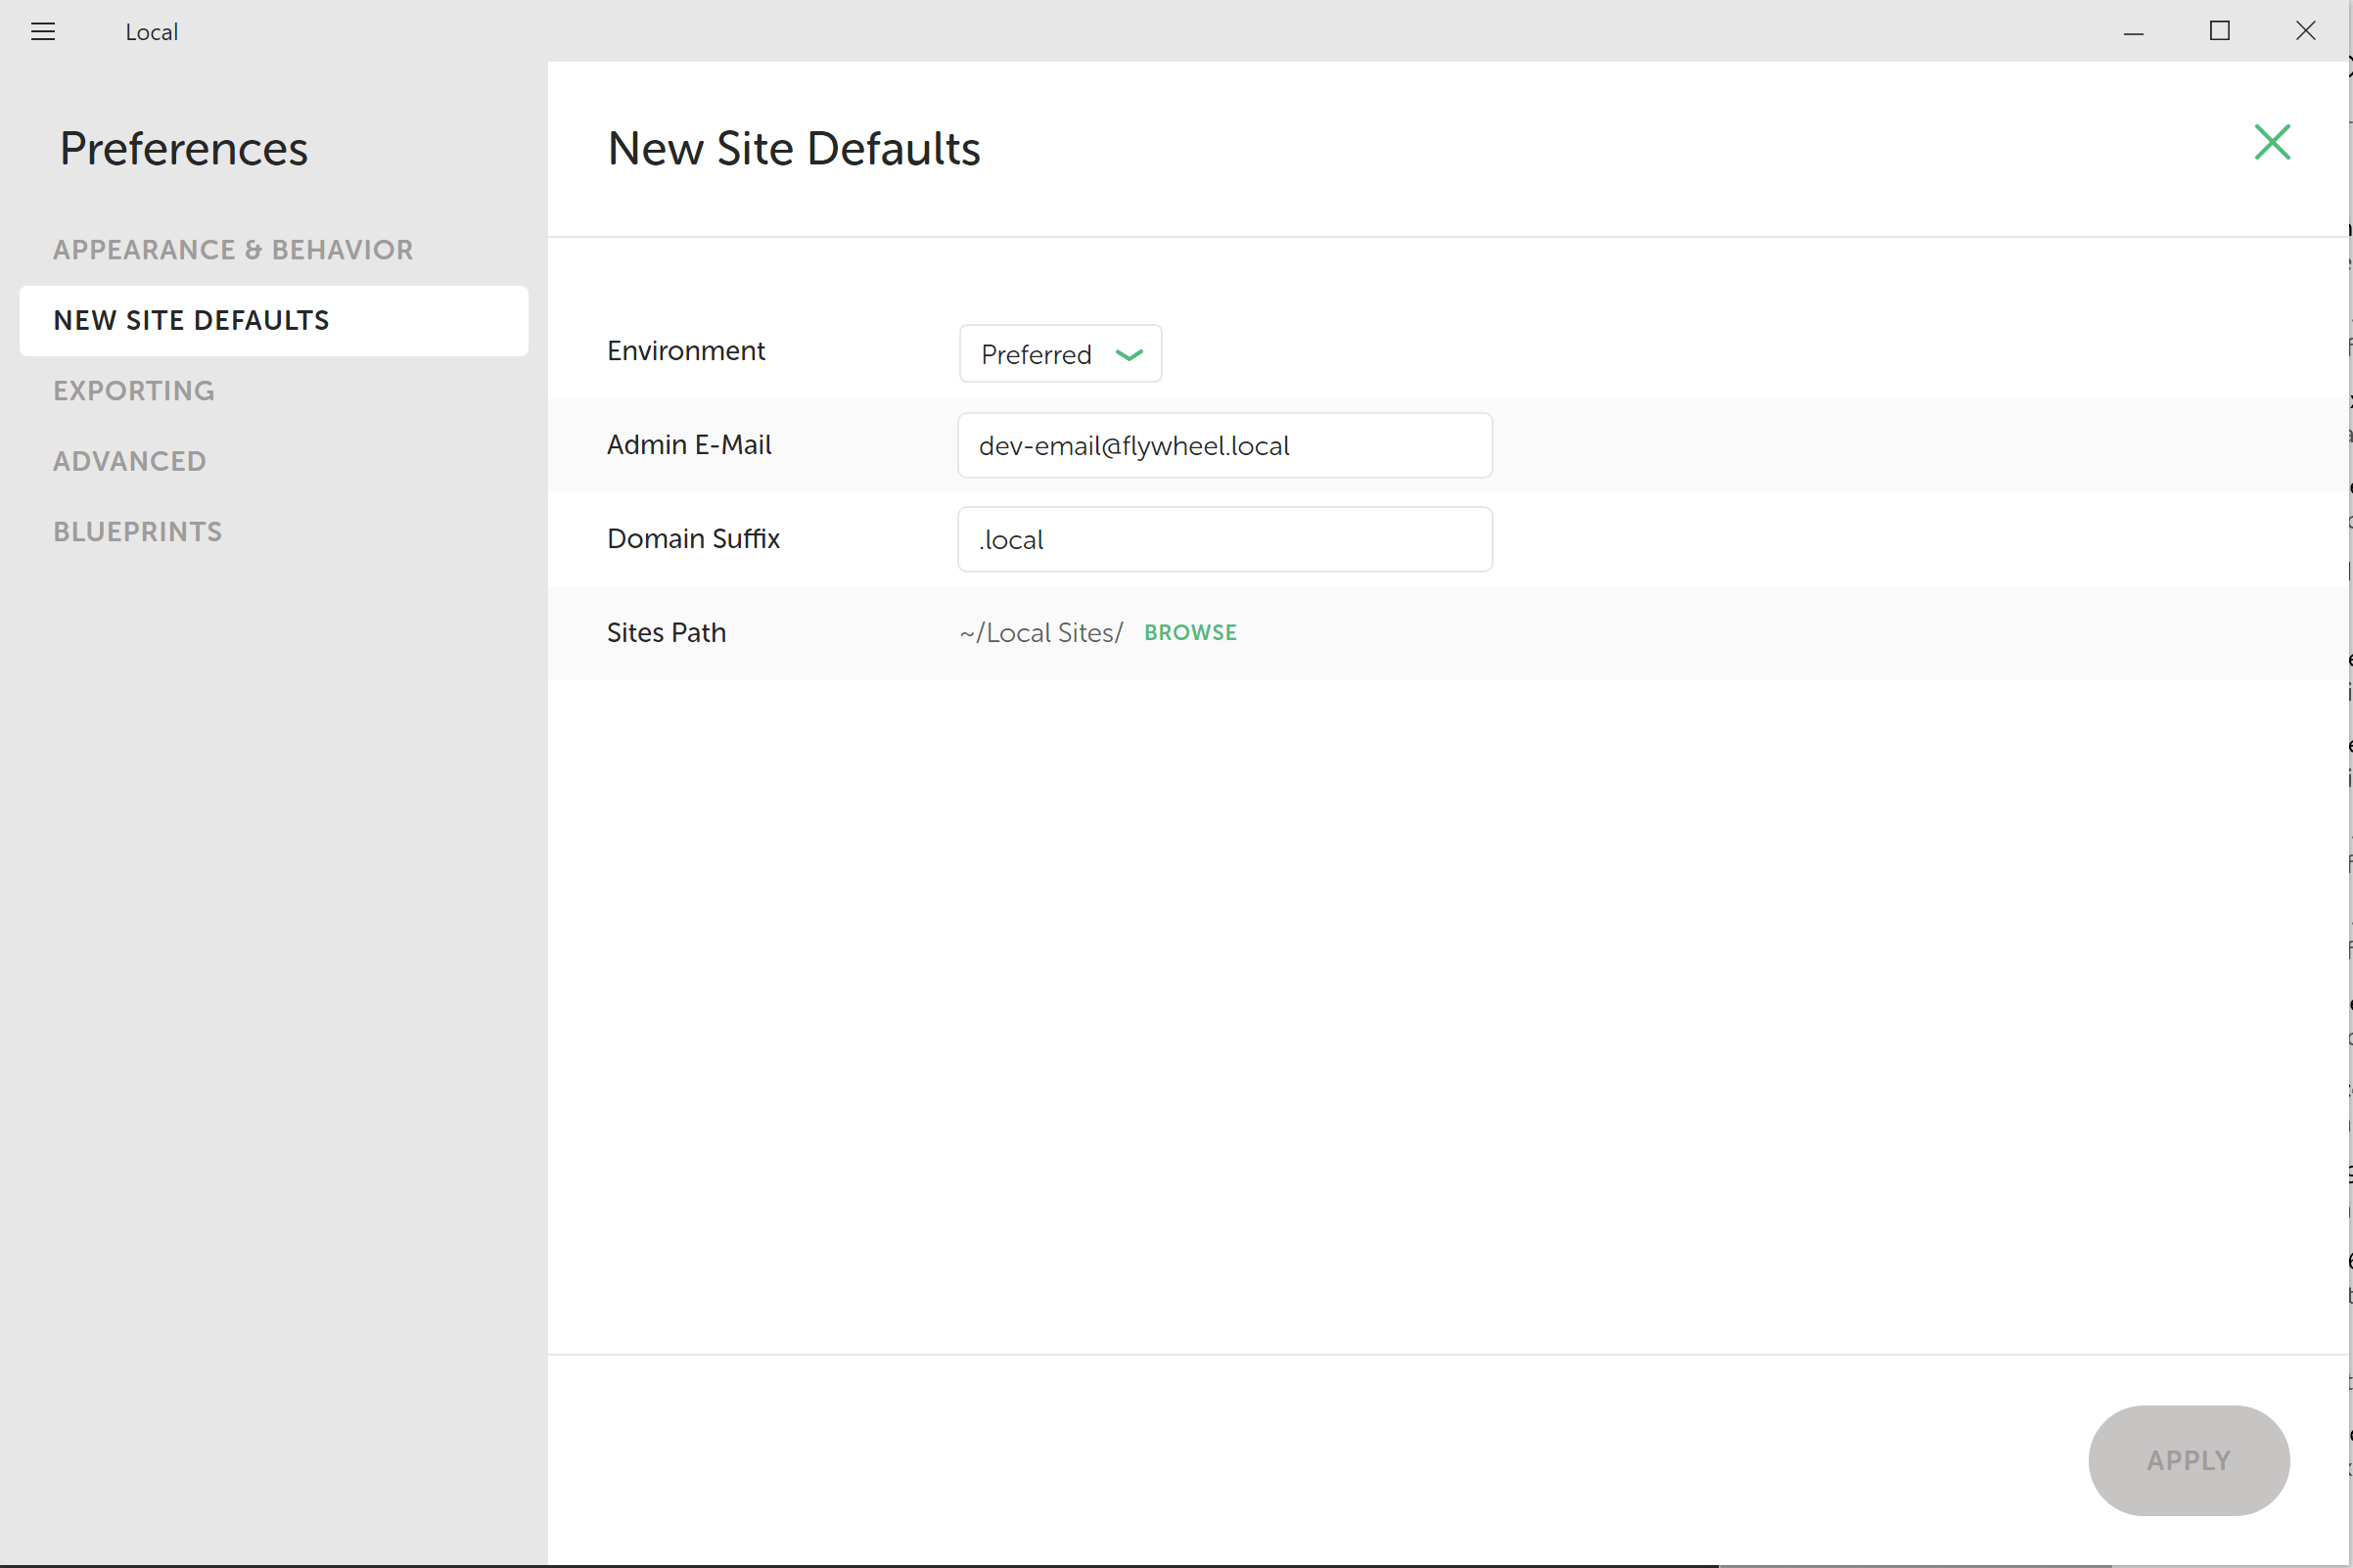 Local
Preferences
APPEARANCE & BEHAVIOR
NEW SITE DEFAULTS
EXPORTING
ADVANCED
BLUEPRINTS
New Site Defaults
Environment Preferred
Admin E-Mail dev-email@flywheel.local
Domain Suffix .local
Sites Path ~/Local Sites/ BROWSE
APPLY